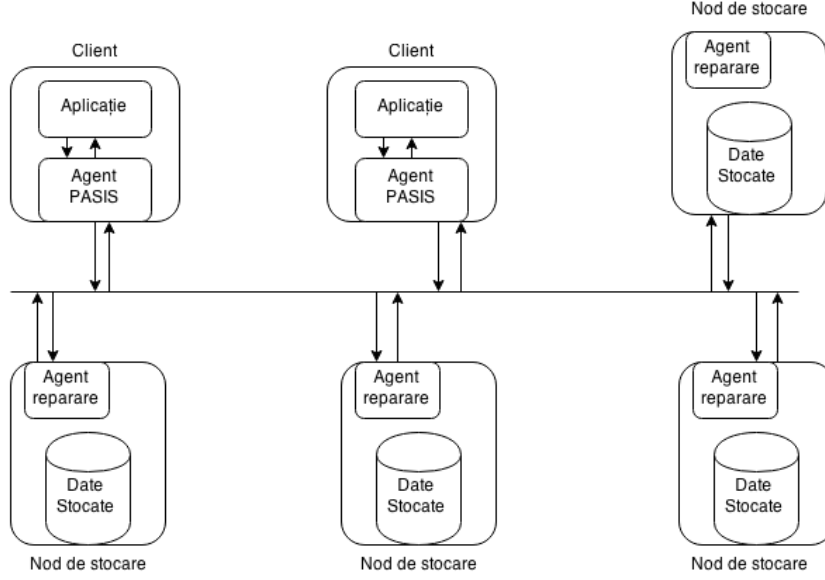 Nod de stocare
Client
Client
Agent
reparare
Aplicație
Aplicație
Date
Stocate
Agent
PASIS
Agent
PASIS
Agent
reparare
Agent
reparare
Agent
reparare
Date
Stocate
Date
Stocate
Date
Stocate
Nod de stocare
Nod de stocare
Nod de stocare